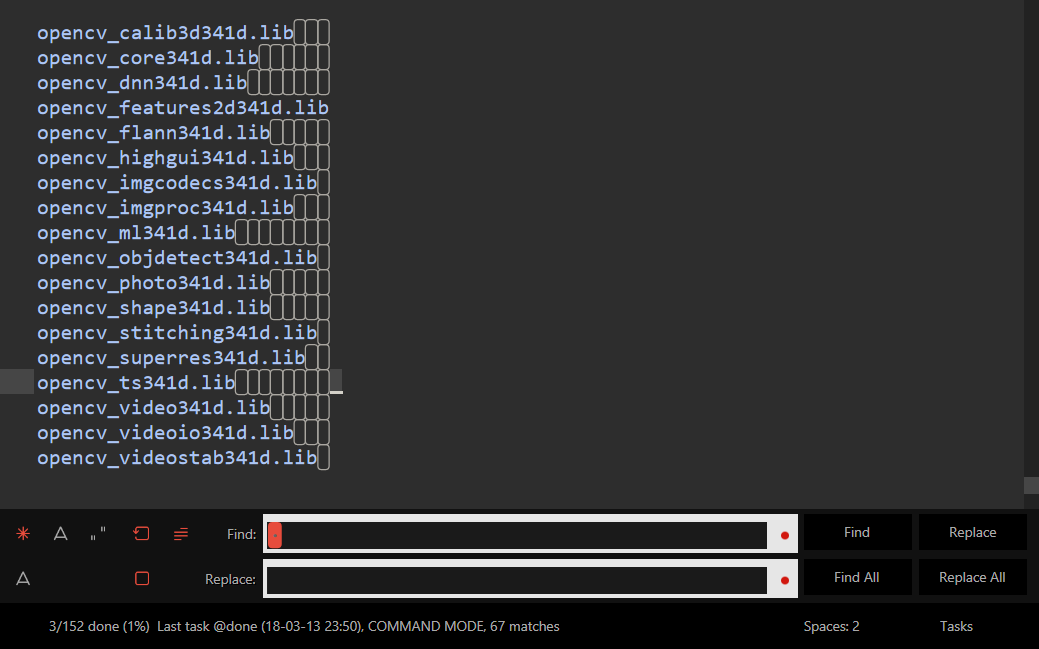 opencv_calib3d341d.lib
opencv_core341d.lib
opencv_dnn341d.lib
opencv_features2d341d.lib
opencv_flann341d.lib
opencv_highgui341d.lib
opencv_imgcodecs341d.lib
opencv_imgproc341d.lib
opencv_ml341d.lib
opencv_objdetect341d.lib
opencv_photo341d.lib
opencv_shape341d.lib
opencv_stitching341d.lib
opencv_superres341d.lib
opencv_ts341d.lib
opencv_video341d.lib
opencv_videoio341d.lib
opencv_videostab341d.lib
Find: Find Replace
Replace: Find All Replace All
3/152 done (1%) Last task @done (18-03-13 23:50), COMMAND MODE, 67 matches Spaces: 2 Tasks